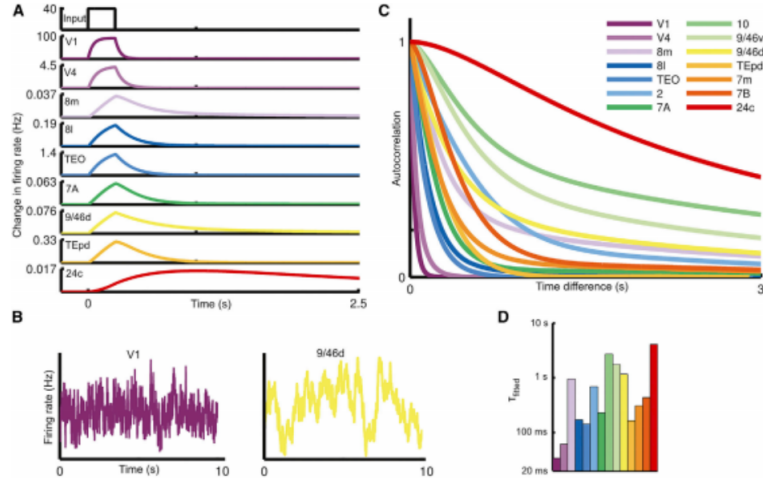 A
40
Input
100
V1
4.5
V4
0.037
8m
0.19
8l
1.4
TEO
0.063
7A
0.076
9/46d
0.33
TEpd
0.017
24c
Change in firing rate (Hz)
0
Time (s)
2.5
B
V1
9/46d
Firing rate (Hz)
0
Time (s)
10
0
10
C
1
Autocorrelation
0
0
Time difference (s)
3
V1
V4
8m
8l
TEO
2
7A
10
9/46v
9/46d
TEpd
7m
7B
24c
D
10 s
1 s
100 ms
20 ms
τfitted